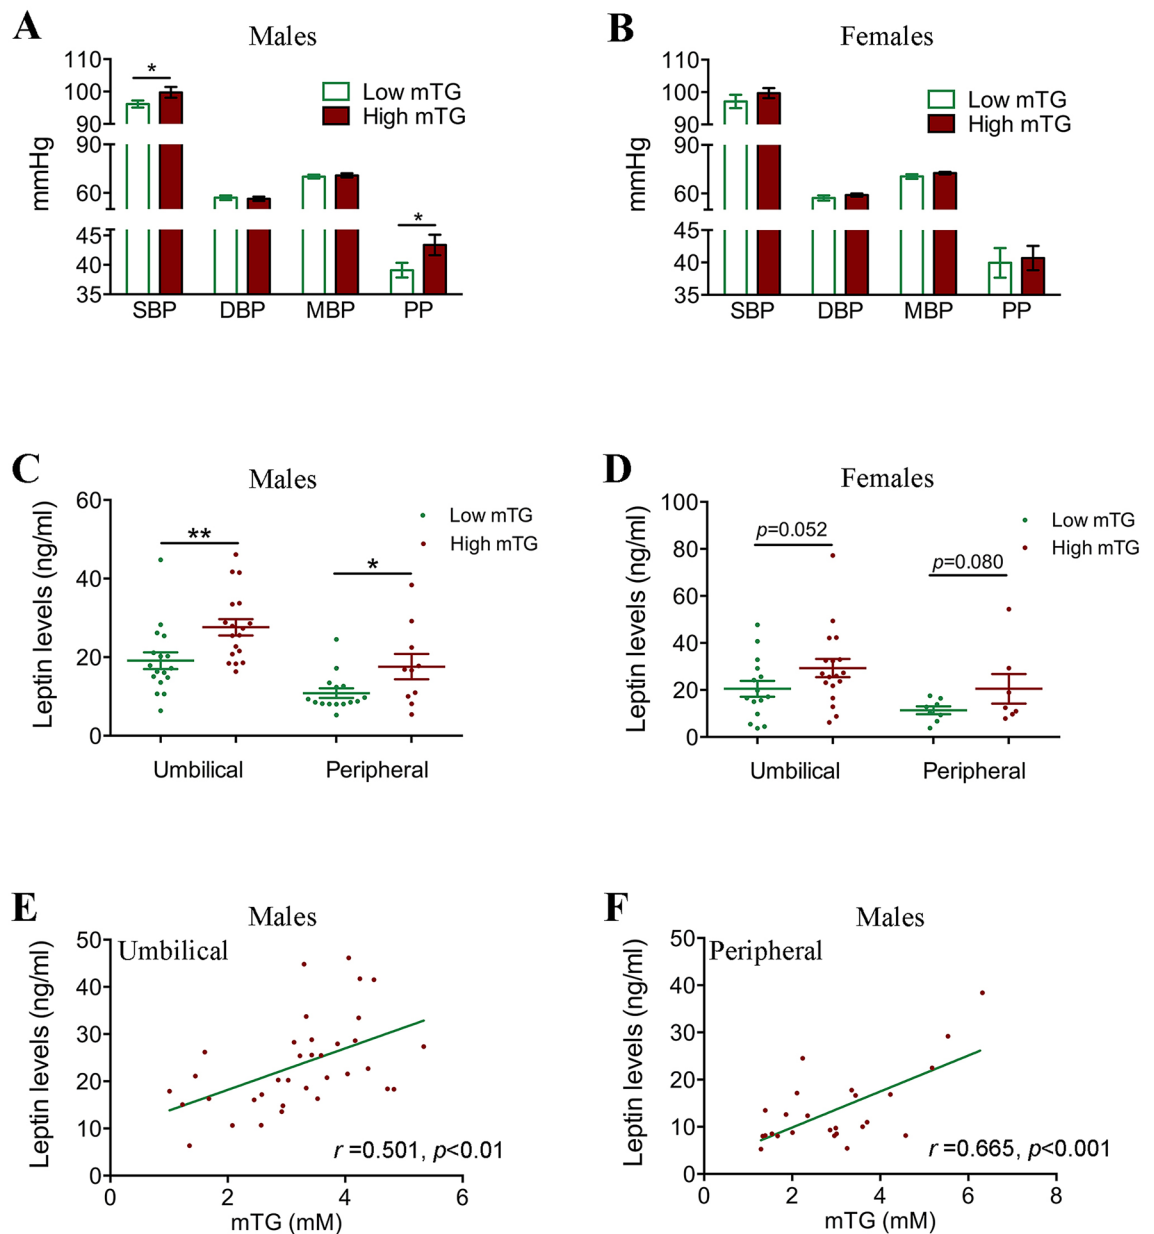 A
Males
110
100
90
90
60
45
40
35
mmHg
*
*
Low mTG
High mTG
SBP DBP MBP PP
B
Females
110
100
90
90
60
45
40
35
mmHg
Low mTG
High mTG
SBP DBP MBP PP
C
Males
60
40
20
0
Leptin levels (ng/ml)
**
*
Low mTG
High mTG
Umbilical Peripheral
D
Females
100
80
60
40
20
0
Leptin levels (ng/ml)
p=0.052
p=0.080
Low mTG
High mTG
Umbilical Peripheral
E
Males
Umbilical
50
40
30
20
10
0
Leptin levels (ng/ml)
r =0.501, p<0.01
0 2 4 6
mTG (mM)
F
Males
Peripheral
50
40
30
20
10
0
Leptin levels (ng/ml)
r =0.665, p<0.001
0 2 4 6 8
mTG (mM)